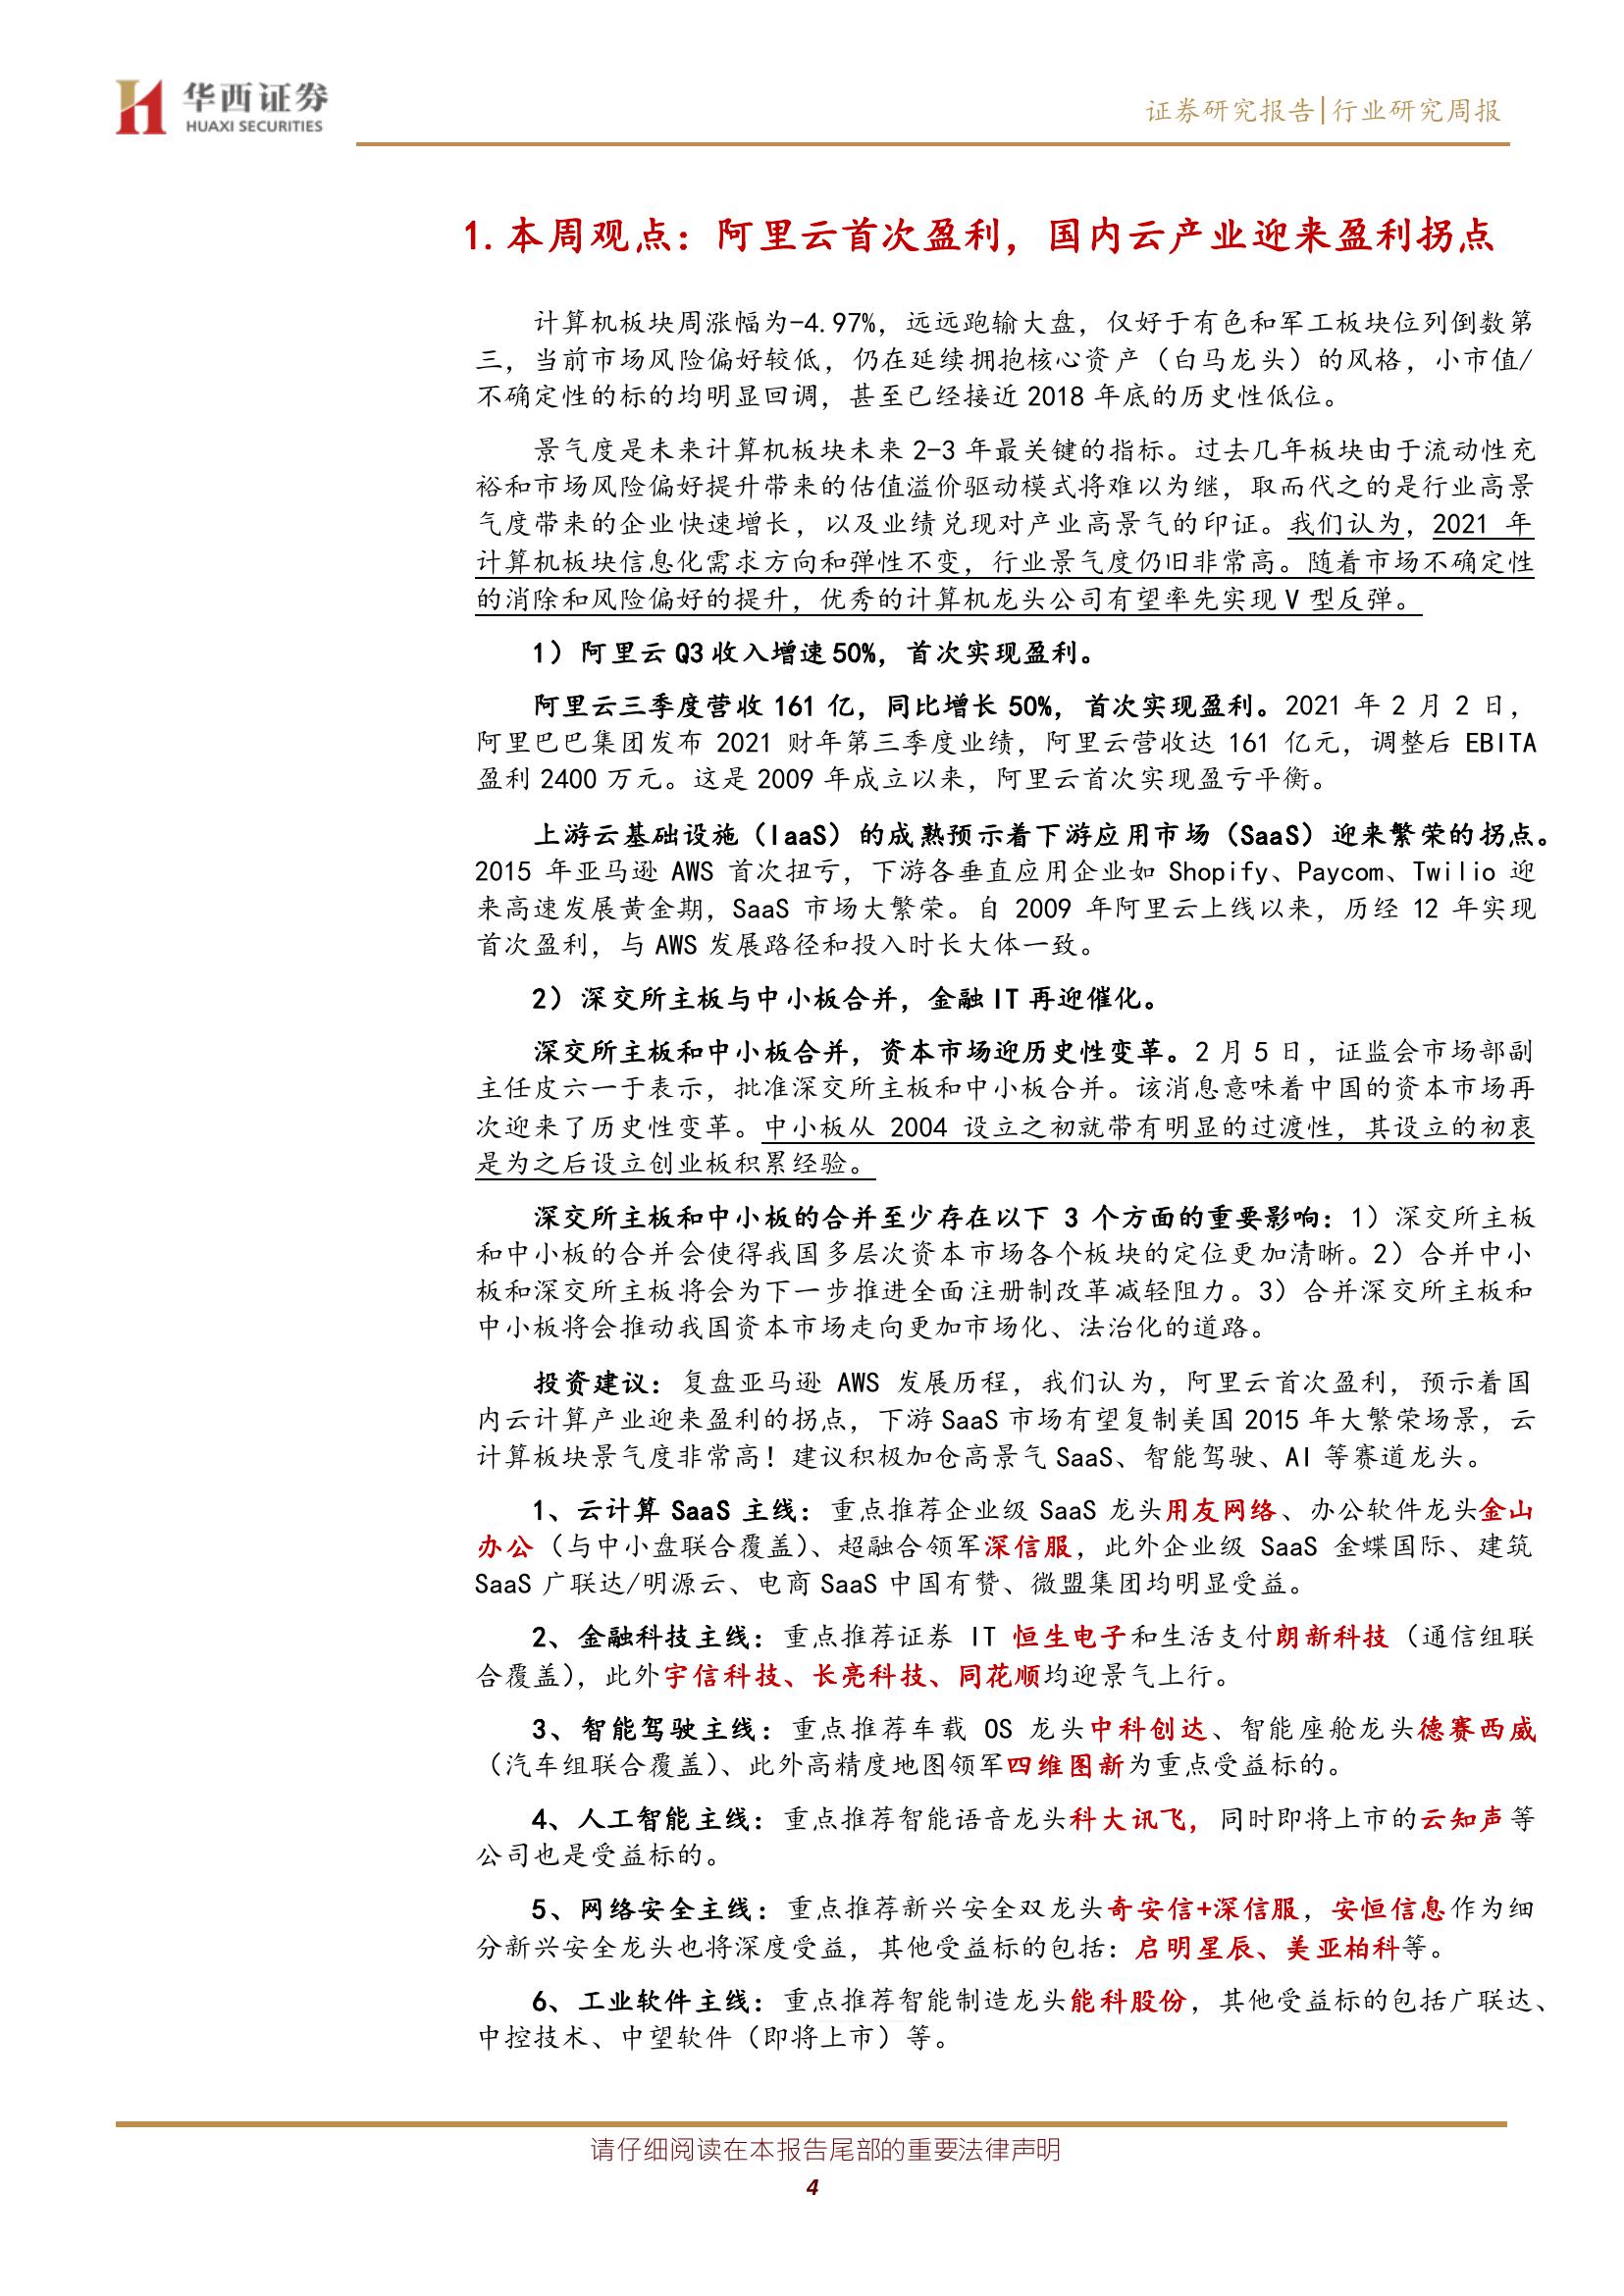 华西证券
HUAXI SECURITIES
证券研究报告|行业研究周报
1.本周观点：阿里云首次盈利，国内云产业迎来盈利拐点
计算机板块周涨幅为-4.97%，远远跑输大盘，仅好于有色和军工板块位列倒数第
三，当前市场风险偏好较低，仍在延续拥抱核心资产（白马龙头）的风格，小市值/
不确定性的标的均明显回调，甚至已经接近 2018 年底的历史性低位。
景气度是未来计算机板块未来 2-3 年最关键的指标。过去几年板块由于流动性充
裕和市场风险偏好提升带来的估值溢价驱动模式将难以为继，取而代之的是行业高景
气度带来的企业快速增长，以及业绩兑现对产业高景气的印证。我们认为，2021 年
计算机板块信息化需求方向和弹性不变，行业景气度仍旧非常高。随着市场不确定性
的消除和风险偏好的提升，优秀的计算机龙头公司有望率先实现 V 型反弹。
1）阿里云 Q3 收入增速 50%，首次实现盈利。
阿里云三季度营收 161 亿，同比增长 50%，首次实现盈利。2021 年 2 月 2 日，
阿里巴巴集团发布 2021 财年第三季度业绩，阿里云营收达 161 亿元，调整后 EBITA
盈利 2400 万元。这是 2009 年成立以来，阿里云首次实现盈亏平衡。
上游云基础设施（IaaS）的成熟预示着下游应用市场（SaaS）迎来繁荣的拐点。
2015 年亚马逊 AWS 首次扭亏，下游各垂直应用企业如 Shopify、Paycom、Twilio 迎
来高速发展黄金期，SaaS 市场大繁荣。自 2009 年阿里云上线以来，历经 12 年实现
首次盈利，与 AWS 发展路径和投入时长大体一致。
2）深交所主板与中小板合并，金融 IT 再迎催化。
深交所主板和中小板合并，资本市场迎历史性变革。2 月 5 日，证监会市场部副
主任皮六一于表示，批准深交所主板和中小板合并。该消息意味着中国的资本市场再
次迎来了历史性变革。中小板从 2004 设立之初就带有明显的过渡性，其设立的初衷
是为之后设立创业板积累经验。
深交所主板和中小板的合并至少存在以下 3 个方面的重要影响：1）深交所主板
和中小板的合并会使得我国多层次资本市场各个板块的定位更加清晰。2）合并中小
板和深交所主板将会为下一步推进全面注册制改革减轻阻力。3）合并深交所主板和
中小板将会推动我国资本市场走向更加市场化、法治化的道路。
投资建议：复盘亚马逊 AWS 发展历程，我们认为，阿里云首次盈利，预示着国
内云计算产业迎来盈利的拐点，下游 SaaS 市场有望复制美国 2015 年大繁荣场景，云
计算板块景气度非常高！建议积极加仓高景气 SaaS、智能驾驶、AI 等赛道龙头。
1、云计算 SaaS 主线：重点推荐企业级 SaaS 龙头用友网络、办公软件龙头金山
办公（与中小盘联合覆盖）、超融合领军深信服，此外企业级 SaaS 金蝶国际、建筑
SaaS 广联达/明源云、电商 SaaS 中国有赞、微盟集团均明显受益。
2、金融科技主线：重点推荐证券 IT 恒生电子和生活支付朗新科技（通信组联
合覆盖），此外宇信科技、长亮科技、同花顺均迎景气上行。
3、智能驾驶主线：重点推荐车载 OS 龙头中科创达、智能座舱龙头德赛西威
（汽车组联合覆盖）、此外高精度地图领军四维图新为重点受益标的。
4、人工智能主线：重点推荐智能语音龙头科大讯飞，同时即将上市的云知声等
公司也是受益标的。
5、网络安全主线：重点推荐新兴安全双龙头奇安信+深信服，安恒信息作为细
分新兴安全龙头也将深度受益，其他受益标的包括：启明星辰、美亚柏科等。
6、工业软件主线：重点推荐智能制造龙头能科股份，其他受益标的包括广联达、
中控技术、中望软件（即将上市）等。
请仔细阅读在本报告尾部的重要法律声明
4